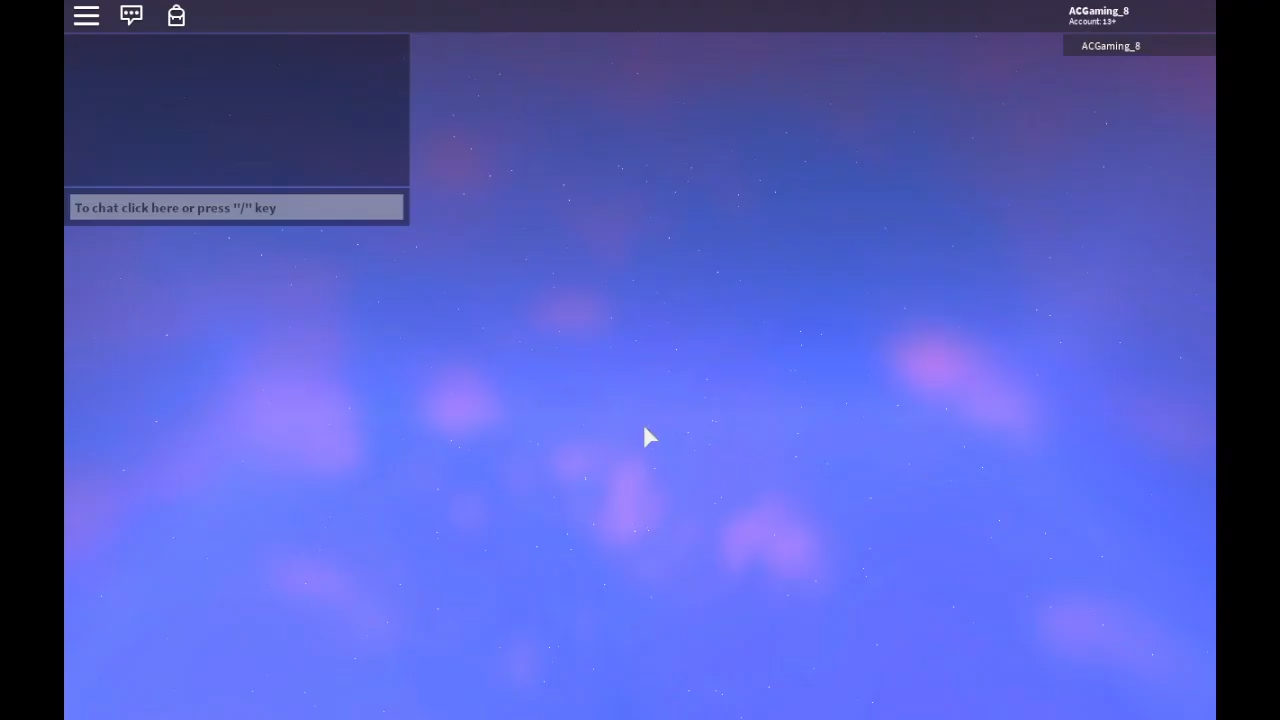 ACGaming_8
Account: 13+
ACGaming_8
To chat click here or press "/" key